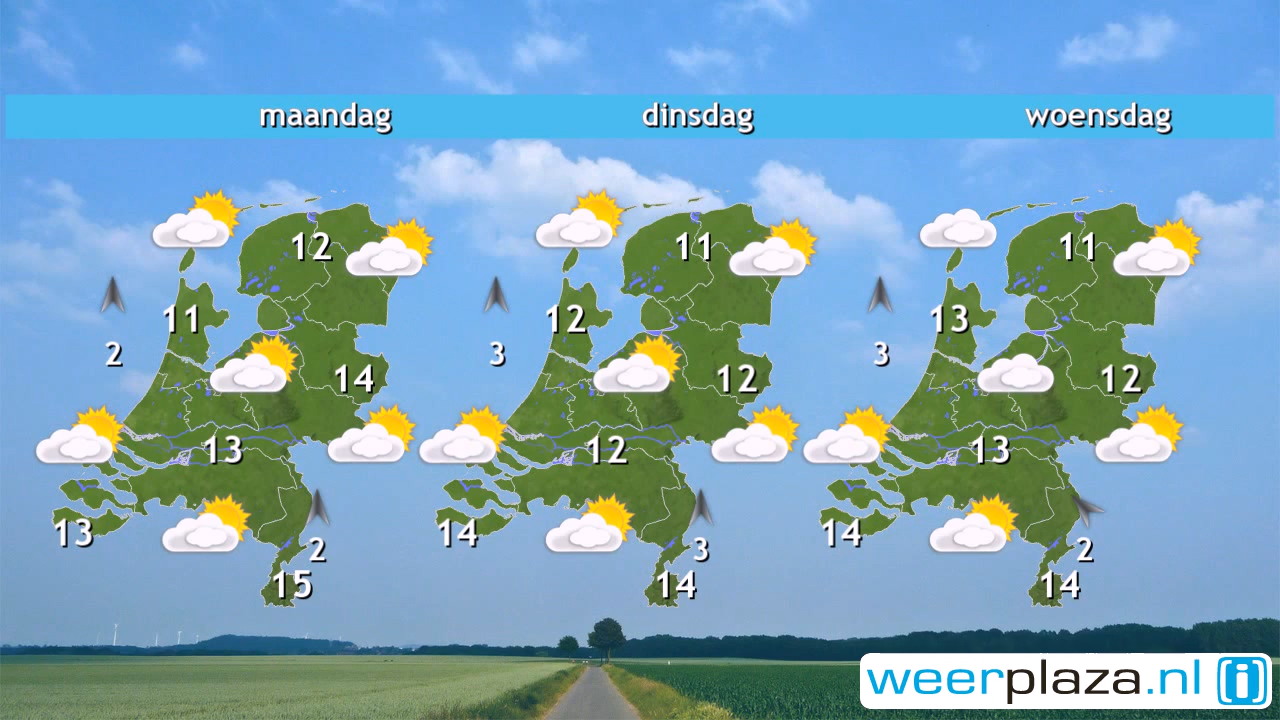 maandag dinsdag woensdag
12 11 11
11 12 13
2 3 3
14 12 12
13 12 13
13 14 14
2 3 2
15 14 14
weerplaza.nl